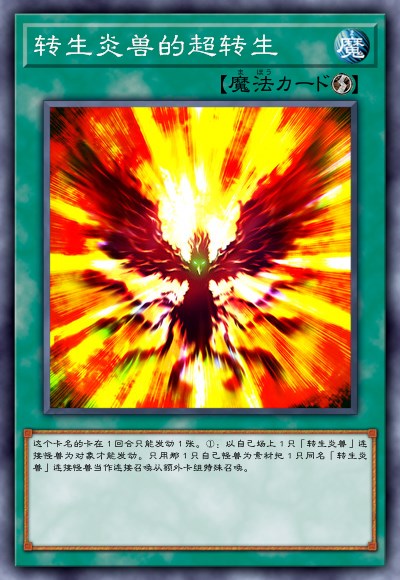 转生炎兽的超转生
魔
【魔法カード】
まほう
这个卡名的卡在1回合只能发动1张。①：以自己场上1只「转生炎兽」连
接怪兽为对象才能发动。只用那1只自己怪兽为素材把1只同名「转生炎
兽」连接怪兽当作连接召唤从额外卡组特殊召唤。